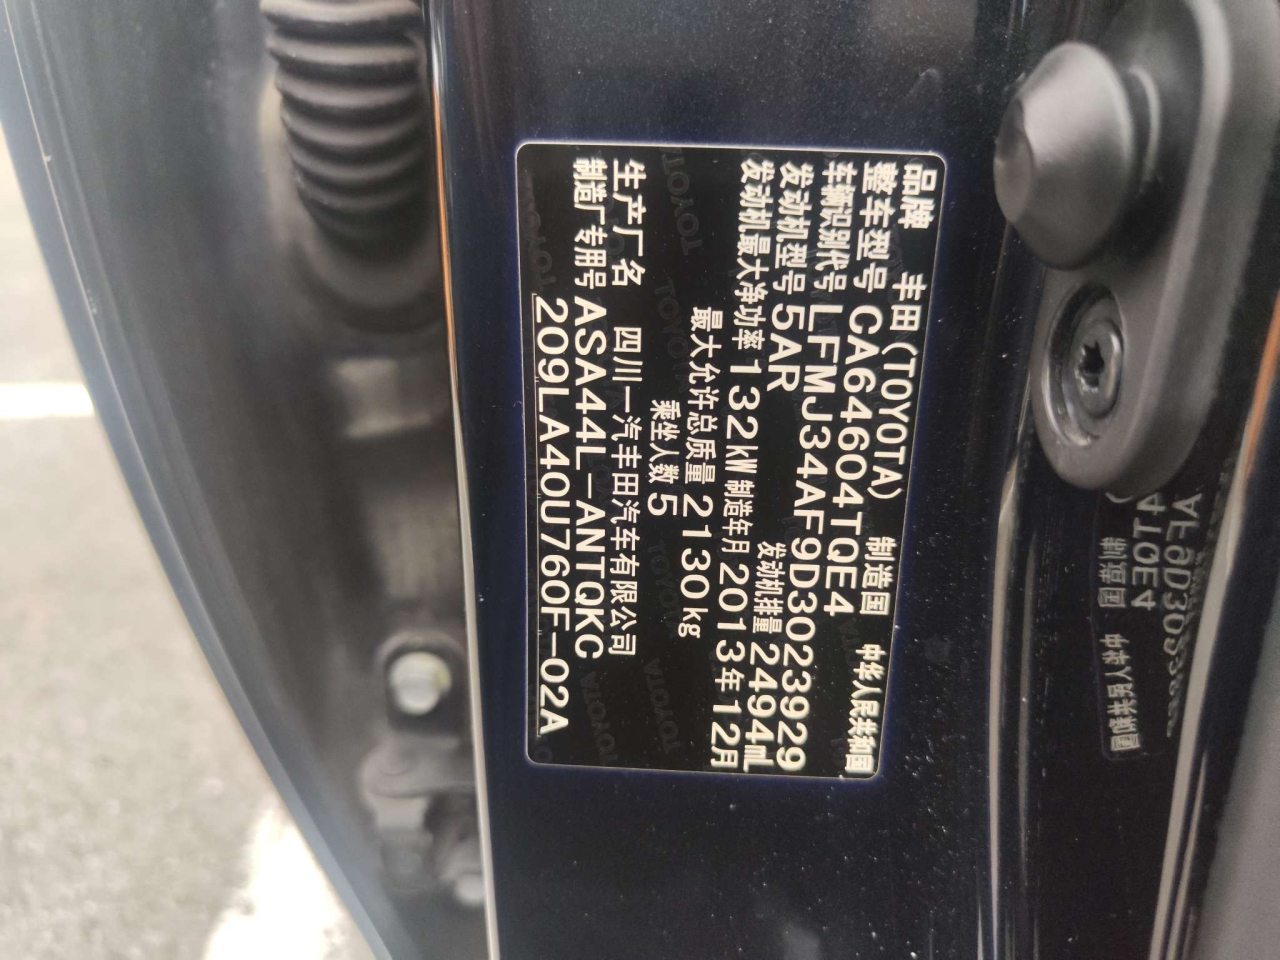 品牌 丰田(TOYOTA) 制造国 中华人民共和国
整车型号 CA64604TQE4
车辆识别代号 LFMJ34AF9D3023929
发动机型号 5AR 发动机排量 2494mL
发动机最大净功率 132kW 制造年月 2013年12月
最大允许总质量 2130kg
乘坐人数 5
生产厂名 四川一汽丰田汽车有限公司
制造厂专用号 ASA44L-ANTQKC
209LA40U760F-02A